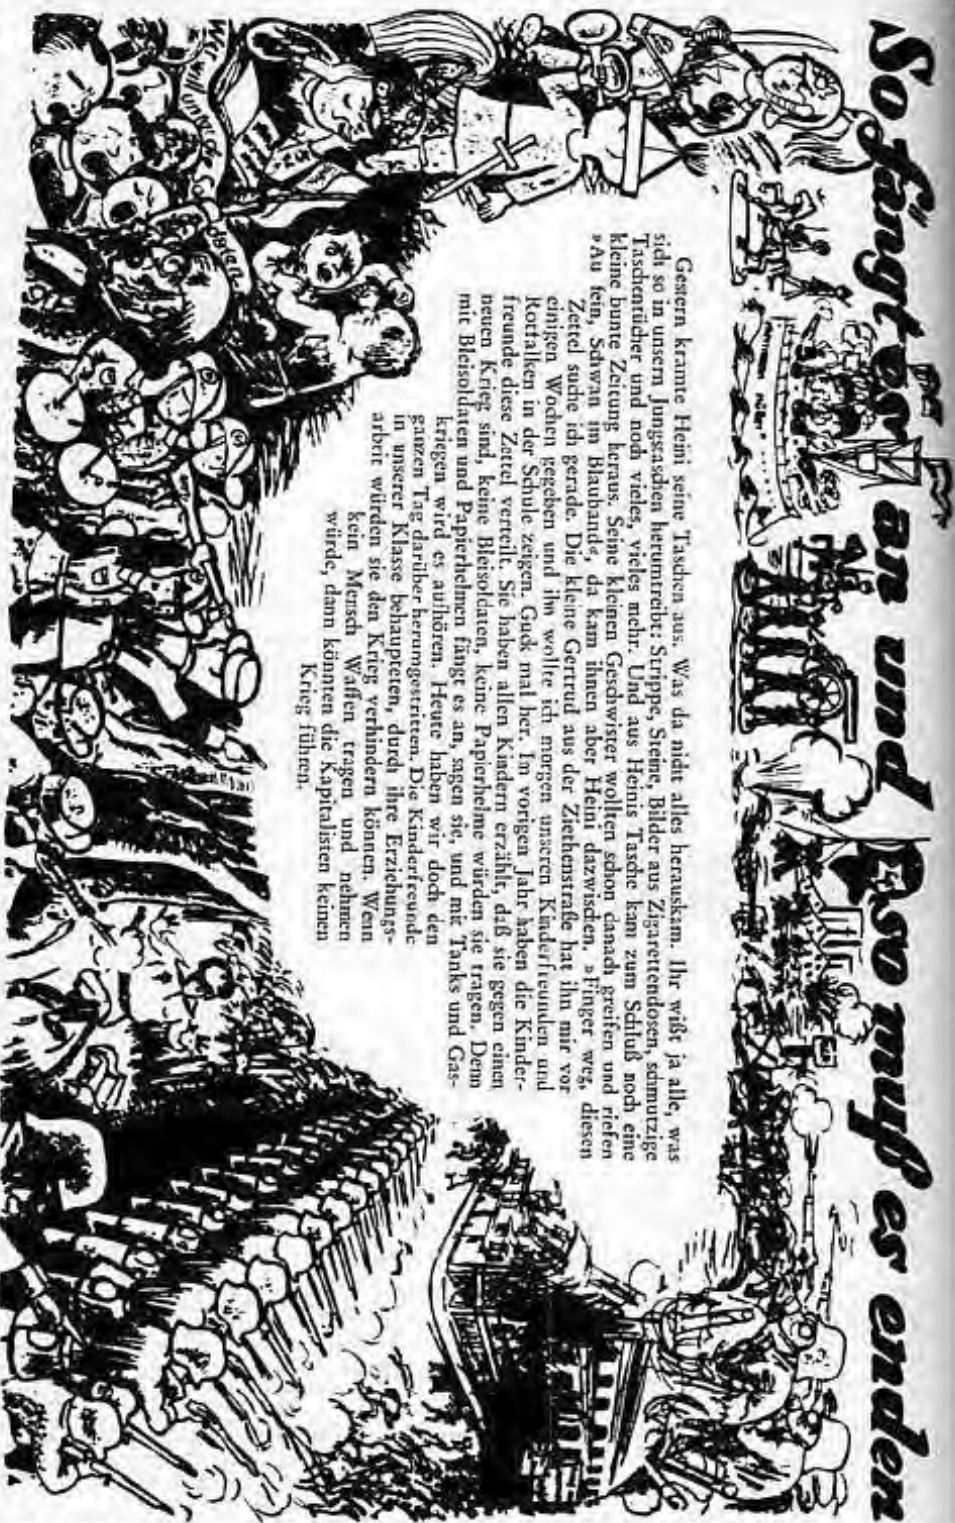 So fängt es an und so muß es enden
Gestern kramte Heini seine Taschen aus. Was da nicht alles herauskam. Ihr wißt ja alle, was
sich so in unsern Jungstaschen herumtreibt: Strippe, Steine, Bilder aus Zigarettendosen, schmutzige
Taschentücher und noch vieles, vieles mehr. Und aus Heinis Tasche kam zum Schluß noch eine
kleine bunte Zeitung heraus. Seine kleinen Geschwister wollten schon danach greifen und riefen
»Au fein, Schwan im Blauband«, da kam ihnen aber Heini dazwischen. »Finger weg, diesen
Zettel suche ich gerade. Die kleine Gertrud aus der Ziethenstraße hat ihn mir vor
einigen Wochen gegeben und ihn wollte ich morgen unseren Kinderfreunden und
Rotfalken in der Schule zeigen. Guck mal her. Im vorigen Jahr haben die Kinder-
freunde diese Zettel verteilt. Sie haben allen Kindern erzählt, daß sie gegen einen
neuen Krieg sind, keine Bleisoldaten, keine Papierhelme würden sie tragen. Denn
mit Bleisoldaten und Papierhelmen fängt es an, sagen sie, und mit Tanks und Gas-
kriegen wird es aufhören. Heute haben wir doch den
ganzen Tag darüber herumgestritten. Die Kinderfreunde
in unserer Klasse behaupteten, durch ihre Erziehungs-
arbeit würden sie den Krieg verhindern können. Wenn
kein Mensch Waffen tragen und nehmen
würde, dann könnten die Kapitalisten keinen
Krieg führen.
Wer will unter die Soldaten
zur